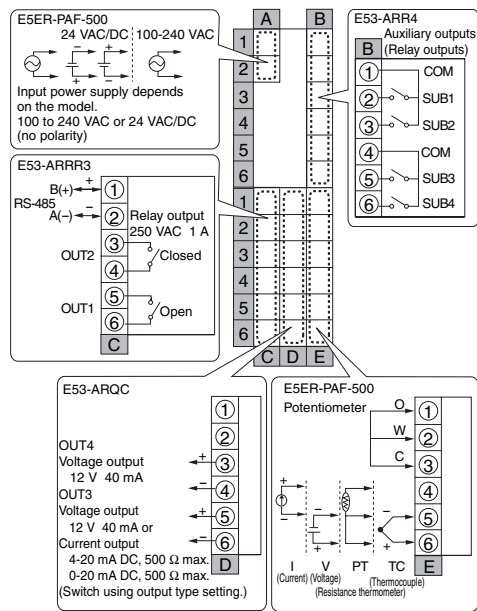 E5ER-PAF-500
24 VAC/DC 100-240 VAC
− + + −
Input power supply depends
on the model.
100 to 240 VAC or 24 VAC/DC
(no polarity)
A
B
1
2
3
4
5
6
1
2
3
4
5
6
C D E
E53-ARR4
Auxiliary outputs
(Relay outputs)
B
1 COM
2 SUB1
3 SUB2
4 COM
5 SUB3
6 SUB4
E53-ARRR3
B(+) + 1
RS-485
A(−) − 2
Relay output
250 VAC 1 A
3
OUT2 Closed
4
5
OUT1 Open
6
C
E53-ARQC
1
2
OUT4
Voltage output + 3
12 V 40 mA
− 4
OUT3
Voltage output + 5
12 V 40 mA or
Current output − 6
4-20 mA DC, 500 Ω max.
0-20 mA DC, 500 Ω max.
D
(Switch using output type setting.)
E5ER-PAF-500
Potentiometer O 1
W 2
C 3
4
+ − − 5
− + + 6
I V PT TC E
(Current) (Voltage) (Thermocouple)
(Resistance thermometer)